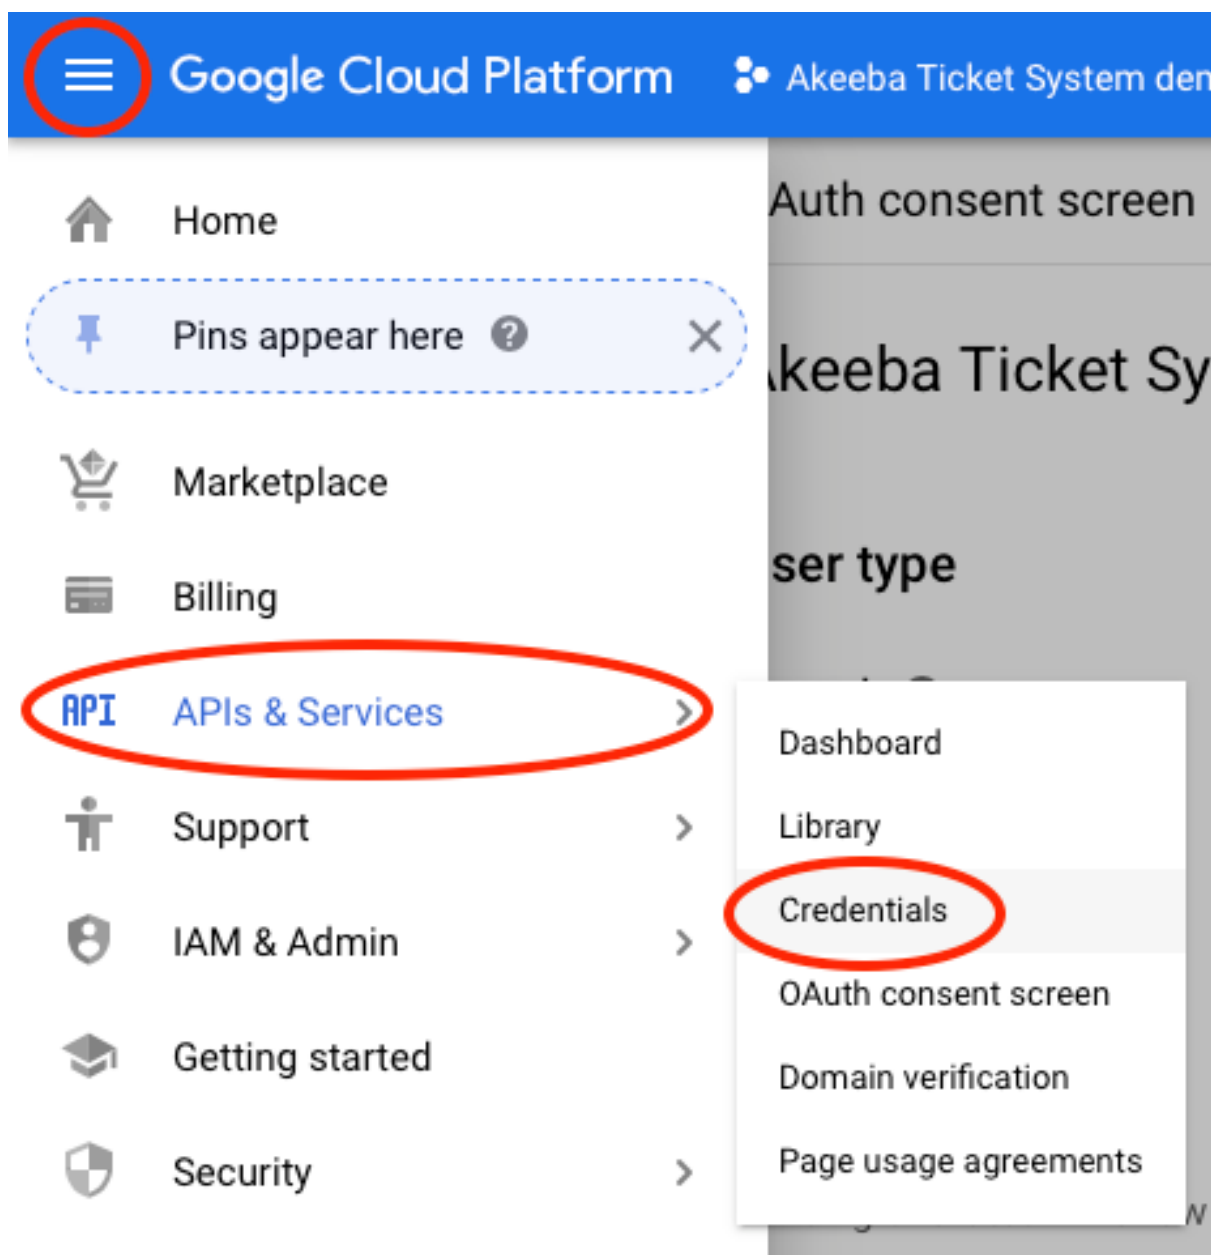 Google Cloud Platform
Akeeba Ticket System
Home
Pins appear here ?
Marketplace
Billing
API APIs & Services
Support
IAM & Admin
Getting started
Security
Auth consent screen
keeba Ticket Sy
ser type
Dashboard
Library
Credentials
OAuth consent screen
Domain verification
Page usage agreements